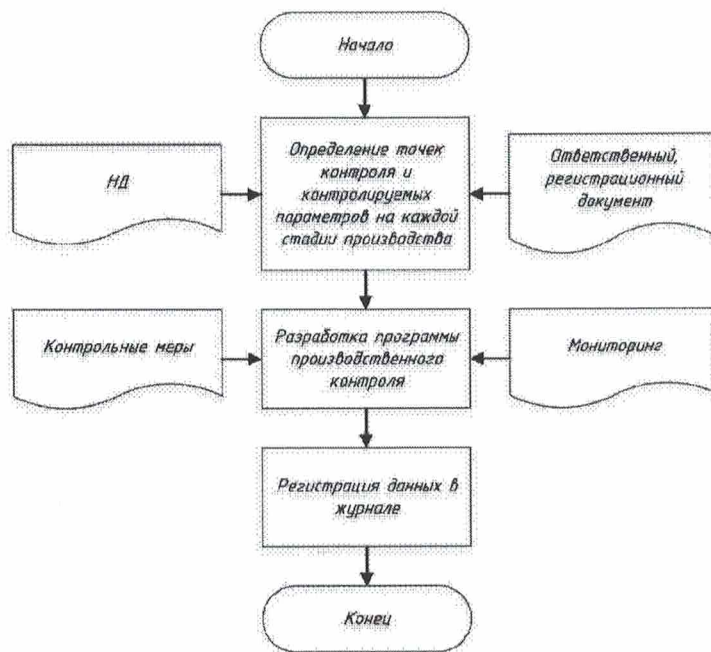 Начало
НД
Определение точек
контроля и
контролируемых
параметров на каждой
стадии производства
Ответственный,
регистрационный
документ
Контрольные меры
Разработка программы
производственного
контроля
Мониторинг
Регистрация данных в
журнале
Конец